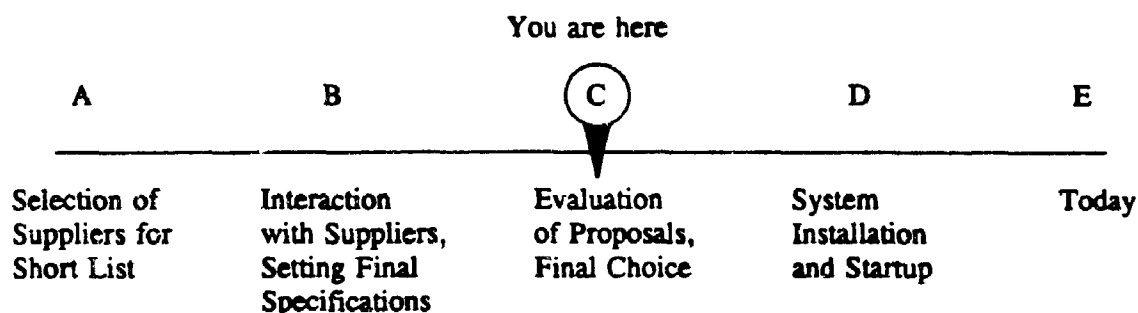 You are here
A B C D E
Selection of Interaction Evaluation System Today
Suppliers for with Suppliers, of Proposals, Installation
Short List Setting Final Final Choice and Startup
Specifications